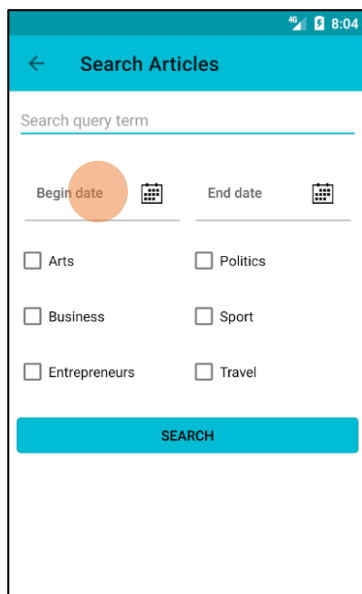 4G 8:04
Search Articles
Search query term
Begin date End date
Arts Politics
Business Sport
Entrepreneurs Travel
SEARCH